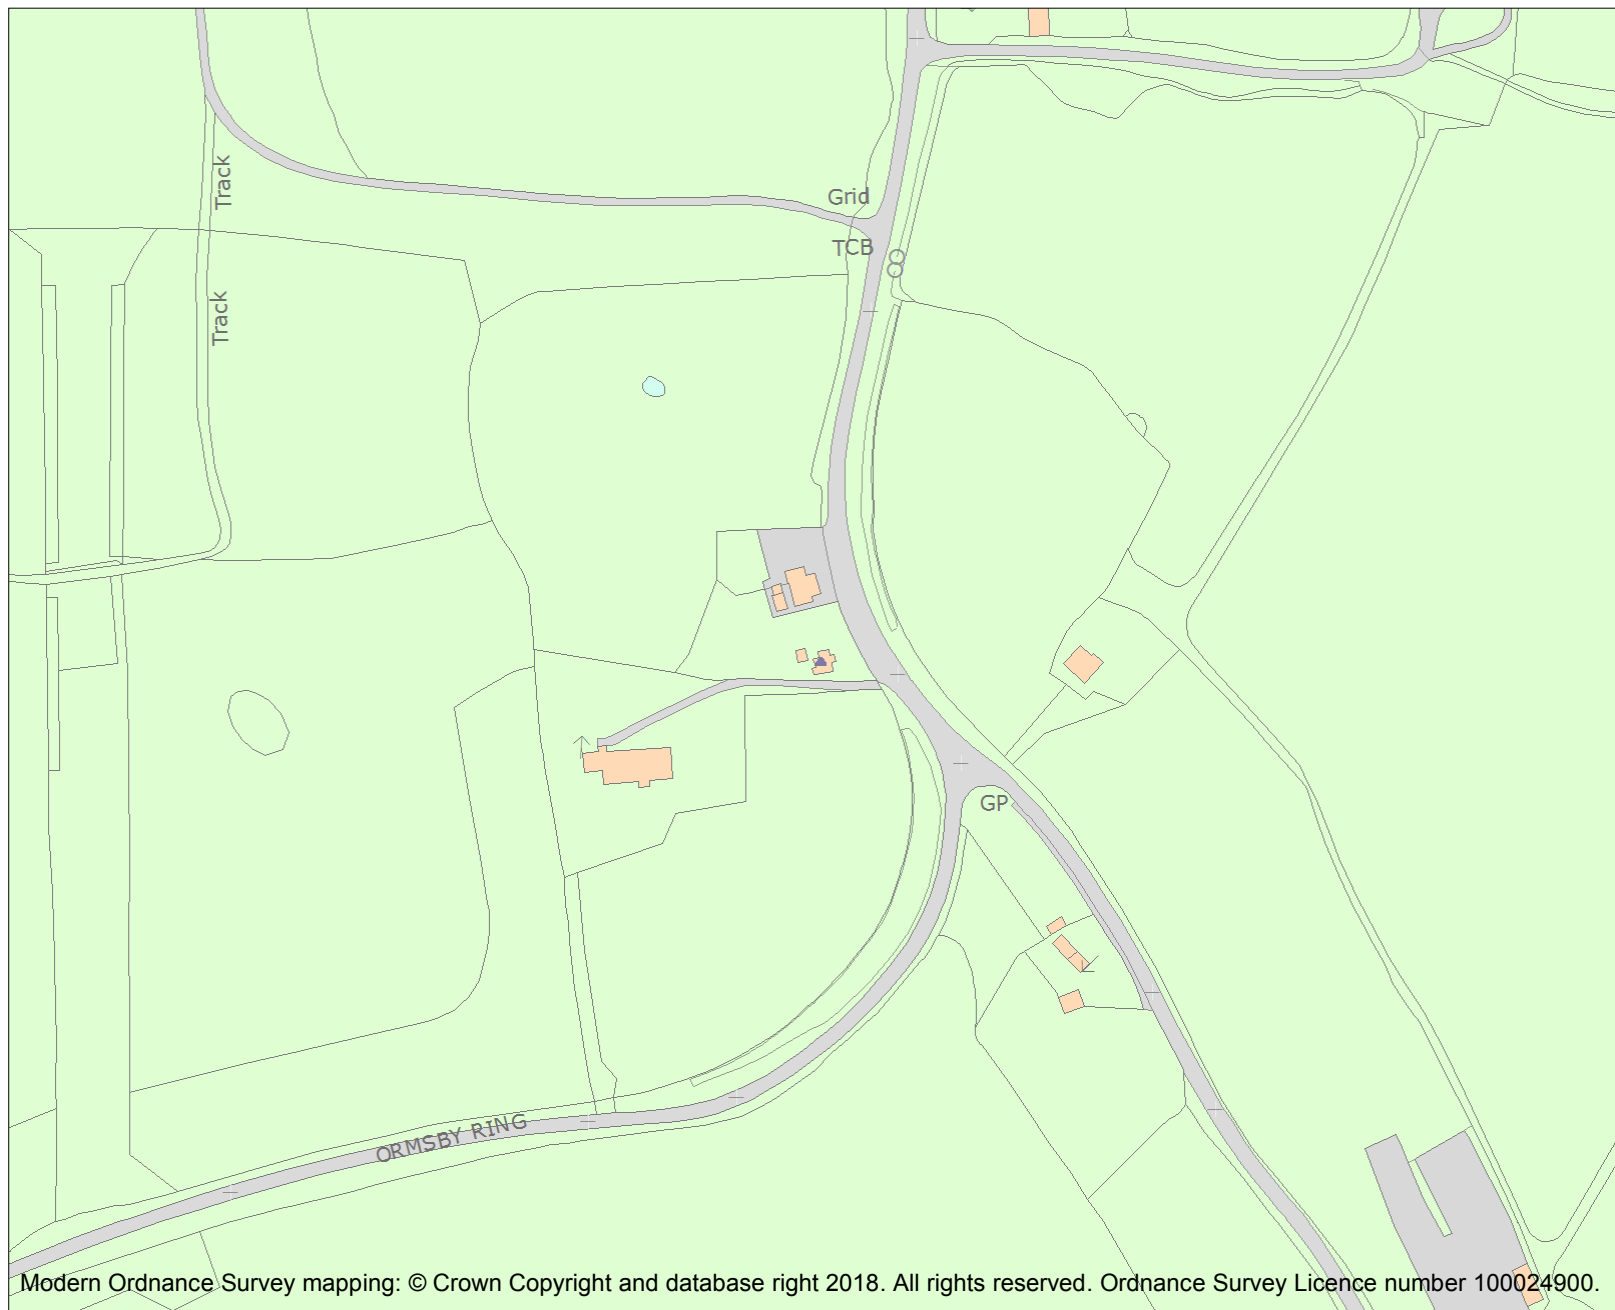 Track
Grid
TCB
Track
GP
ORMSBY RING
Modern Ordnance Survey mapping: © Crown Copyright and database right 2018. All rights reserved. Ordnance Survey Licence number 100024900.